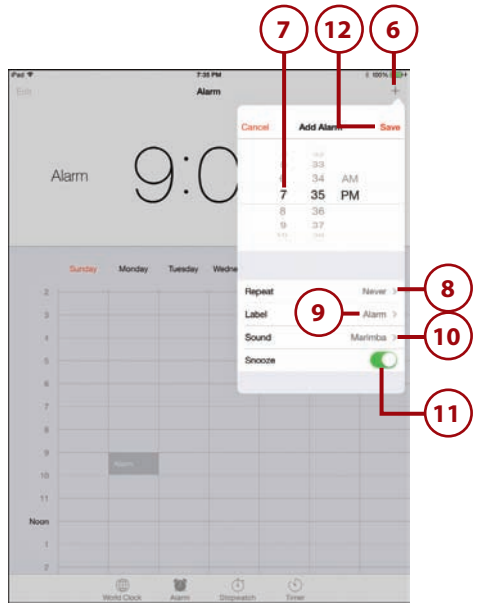 7 12 6
iPad 7:35 PM 100%
Edit Alarm +
Cancel Add Alarm Save
33
6 34 AM
7 35 PM
8 36
9 37
Alarm 9:0
Sunday Monday Tuesday Wedne
Repeat Never > 8
Label 9 Alarm >
Sound Marimba > 10
Snooze
11
2
3
4
5
6
7
8
9
Alarm
10
11
Noon
1
2
World Clock Alarm Stopwatch Timer